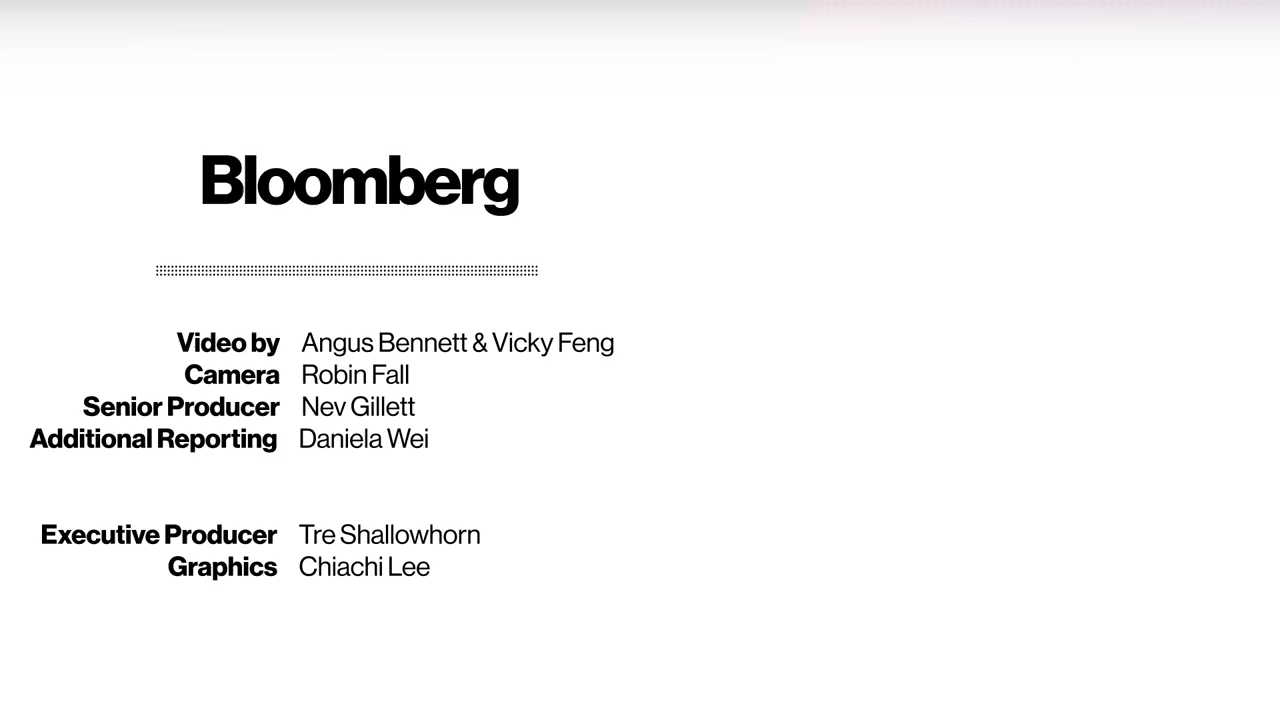 Bloomberg
Video by Angus Bennett & Vicky Feng
Camera Robin Fall
Senior Producer Nev Gillett
Additional Reporting Daniela Wei
Executive Producer Tre Shallowhorn
Graphics Chiachi Lee